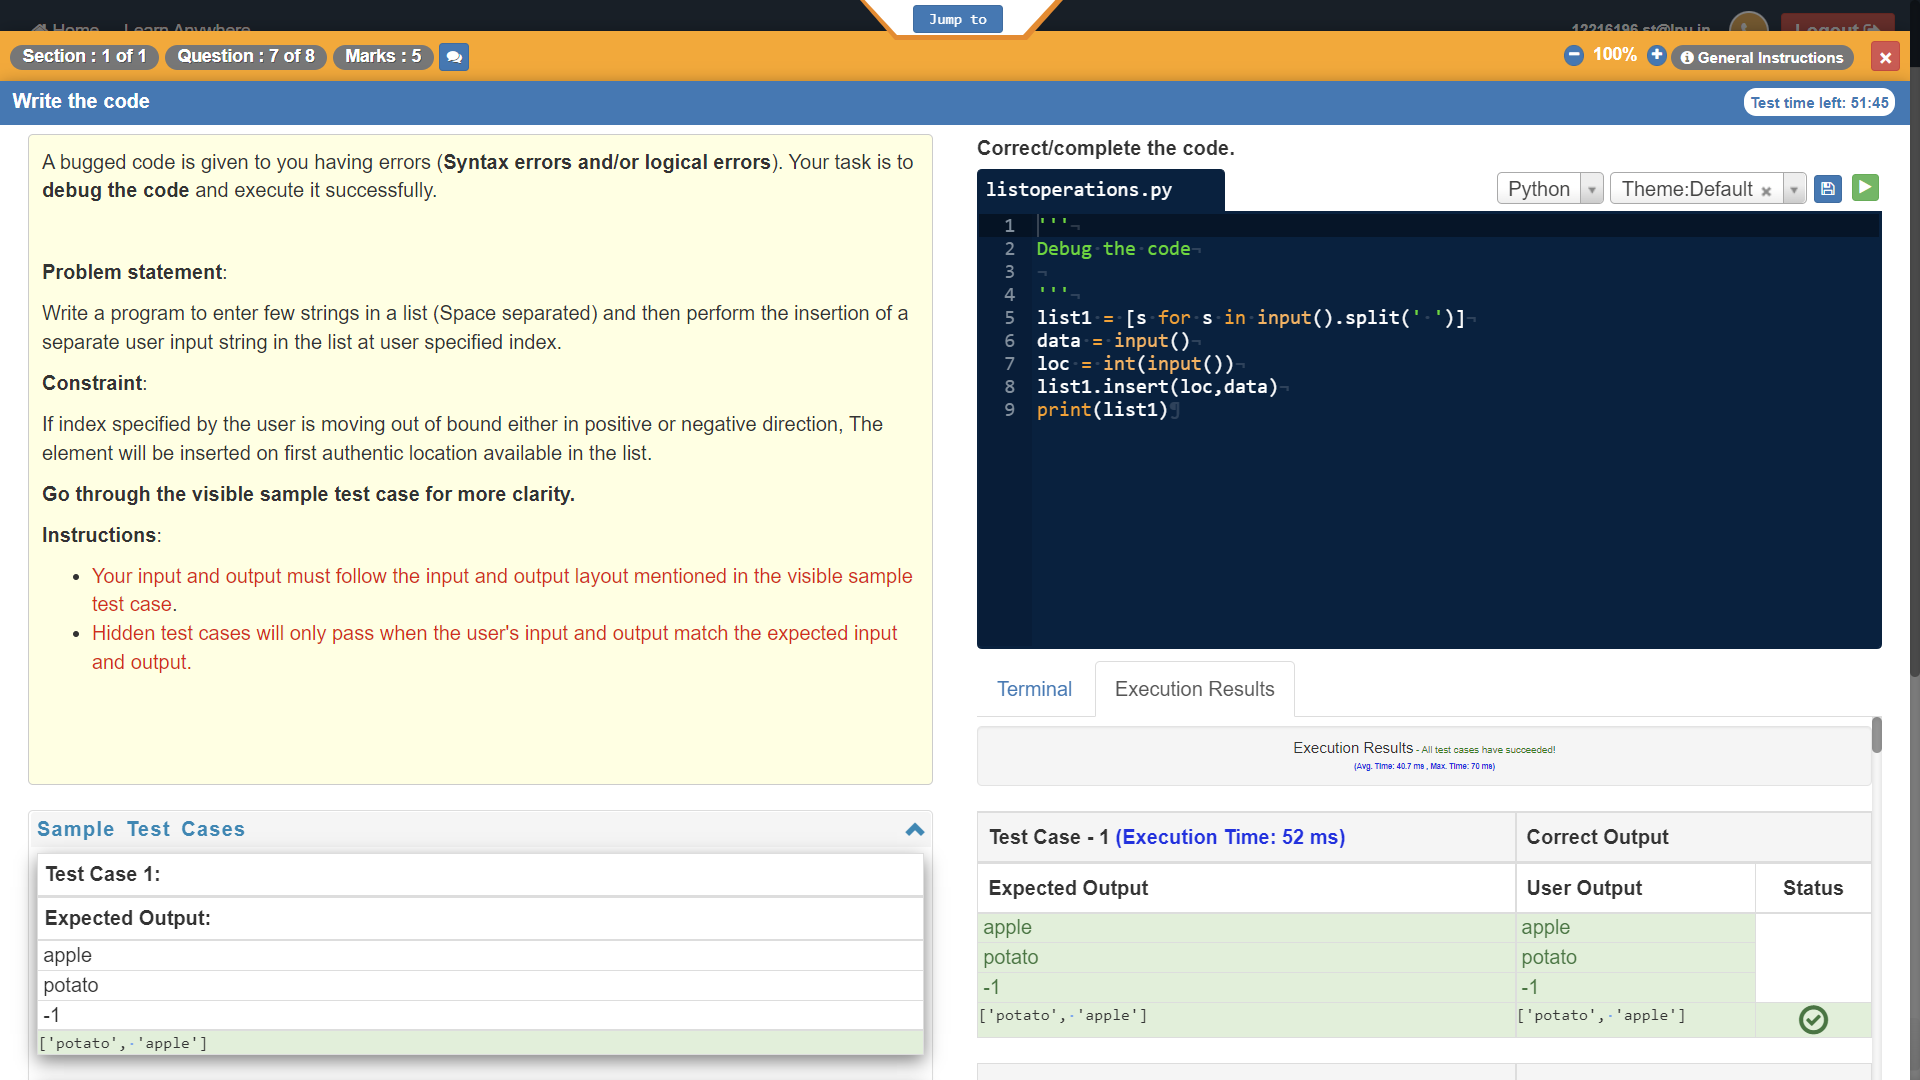 Home Learn Anywhere
Jump to
12216196.st@lpu.in
Logout
Section : 1 of 1
Question : 7 of 8
Marks : 5
100%
General Instructions
Write the code
Test time left: 51:45
A bugged code is given to you having errors (Syntax errors and/or logical errors). Your task is to
debug the code and execute it successfully.
Problem statement:
Write a program to enter few strings in a list (Space separated) and then perform the insertion of a
separate user input string in the list at user specified index.
Constraint:
If index specified by the user is moving out of bound either in positive or negative direction, The
element will be inserted on first authentic location available in the list.
Go through the visible sample test case for more clarity.
Instructions:
• Your input and output must follow the input and output layout mentioned in the visible sample
test case.
• Hidden test cases will only pass when the user's input and output match the expected input
and output.
Sample Test Cases
Test Case 1:
Expected Output:
apple
potato
-1
['potato', 'apple']
Correct/complete the code.
listoperations.py
Python
Theme:Default ×
1 '''
2 Debug the code
3
4 '''
5 list1 = [s for s in input().split(' ')]
6 data = input()
7 loc = int(input())
8 list1.insert(loc,data)
9 print(list1)
Terminal
Execution Results
Execution Results - All test cases have succeeded!
(Avg. Time: 40.7 ms , Max. Time: 70 ms)
Test Case - 1 (Execution Time: 52 ms)
Correct Output
Expected Output
User Output
Status
apple
apple
potato
potato
-1
-1
['potato', 'apple']
['potato', 'apple']